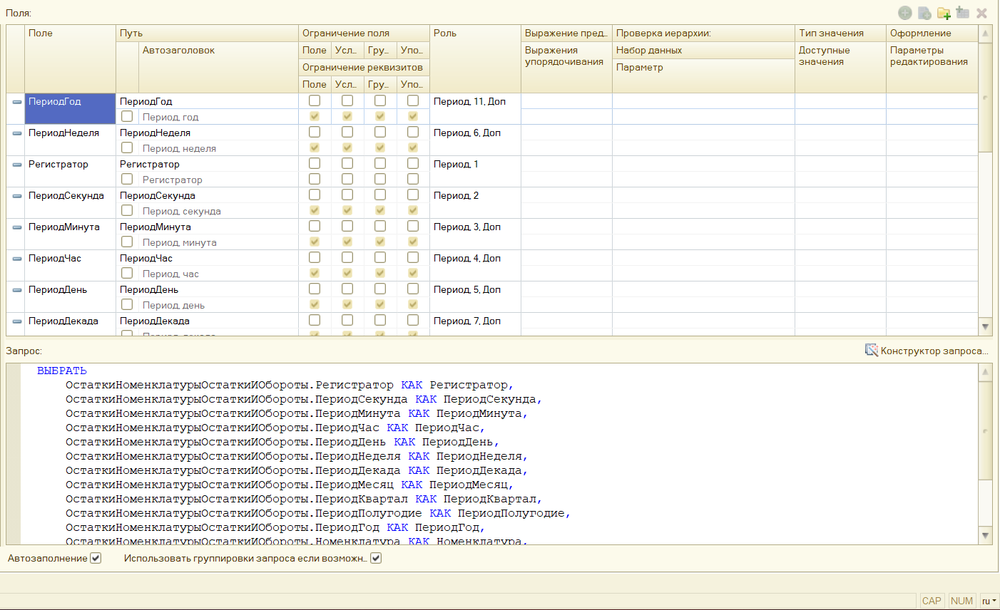 Поля:
Поле Путь Ограничение поля Роль Выражение пред... Проверка иерархии: Тип значения Оформление
Автозаголовок Поле Усл... Гру... Упо... Выражения упорядочивания Набор данных Доступные значения Параметры редактирования
Ограничение реквизитов Параметр
Поле Усл... Гру... Упо...
ПериодГод ПериодГод Период, 11, Доп
Период, год
ПериодНеделя ПериодНеделя Период, 6, Доп
Период, неделя
Регистратор Регистратор Период, 1
Регистратор
ПериодСекунда ПериодСекунда Период, 2
Период, секунда
ПериодМинута ПериодМинута Период, 3, Доп
Период, минута
ПериодЧас ПериодЧас Период, 4, Доп
Период, час
ПериодДень ПериодДень Период, 5, Доп
Период, день
ПериодДекада ПериодДекада Период, 7, Доп
Период, декада
Запрос: Конструктор запроса...
ВЫБРАТЬ
ОстаткиНоменклатурыОстаткиИОбороты.Регистратор КАК Регистратор,
ОстаткиНоменклатурыОстаткиИОбороты.ПериодСекунда КАК ПериодСекунда,
ОстаткиНоменклатурыОстаткиИОбороты.ПериодМинута КАК ПериодМинута,
ОстаткиНоменклатурыОстаткиИОбороты.ПериодЧас КАК ПериодЧас,
ОстаткиНоменклатурыОстаткиИОбороты.ПериодДень КАК ПериодДень,
ОстаткиНоменклатурыОстаткиИОбороты.ПериодНеделя КАК ПериодНеделя,
ОстаткиНоменклатурыОстаткиИОбороты.ПериодДекада КАК ПериодДекада,
ОстаткиНоменклатурыОстаткиИОбороты.ПериодМесяц КАК ПериодМесяц,
ОстаткиНоменклатурыОстаткиИОбороты.ПериодКвартал КАК ПериодКвартал,
ОстаткиНоменклатурыОстаткиИОбороты.ПериодПолугодие КАК ПериодПолугодие,
ОстаткиНоменклатурыОстаткиИОбороты.ПериодГод КАК ПериодГод,
ОстаткиНоменклатурыОстаткиИОбороты.Номенклатура КАК Номенклатура,
Автозаполнение Использовать группировки запроса если возможн...
CAP NUM ru